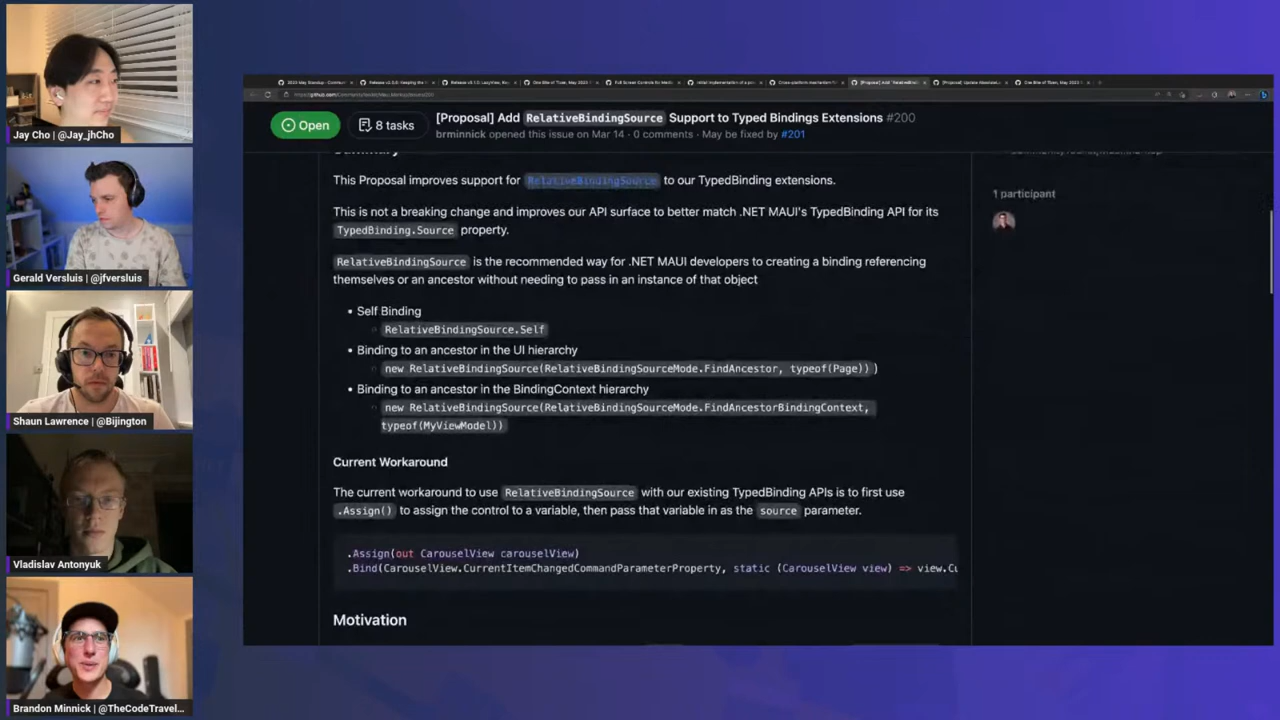 Jay Cho | @Jay_jhCho
Gerald Versluis | @jfversluis
Shaun Lawrence | @Bijington
Vladislav Antonyuk
Brandon Minnick | @TheCodeTravel...
Open
8 tasks
[Proposal] Add RelativeBindingSource Support to Typed Bindings Extensions #200
brminnick opened this issue on Mar 14 · 0 comments · May be fixed by #201
Summary
This Proposal improves support for RelativeBindingSource to our TypedBinding extensions.
This is not a breaking change and improves our API surface to better match .NET MAUI's TypedBinding API for its
TypedBinding.Source property.
RelativeBindingSource is the recommended way for .NET MAUI developers to creating a binding referencing
themselves or an ancestor without needing to pass in an instance of that object
• Self Binding
○ RelativeBindingSource.Self
• Binding to an ancestor in the UI hierarchy
○ new RelativeBindingSource(RelativeBindingSourceMode.FindAncestor, typeof(Page)) )
• Binding to an ancestor in the BindingContext hierarchy
○ new RelativeBindingSource(RelativeBindingSourceMode.FindAncestorBindingContext,
typeof(MyViewModel))
Current Workaround
The current workaround to use RelativeBindingSource with our existing TypedBinding APIs is to first use
.Assign() to assign the control to a variable, then pass that variable in as the source parameter.
.Assign(out CarouselView carouselView)
.Bind(CarouselView.CurrentItemChangedCommandParameterProperty, static (CarouselView view) => view.Cu
Motivation
1 participant